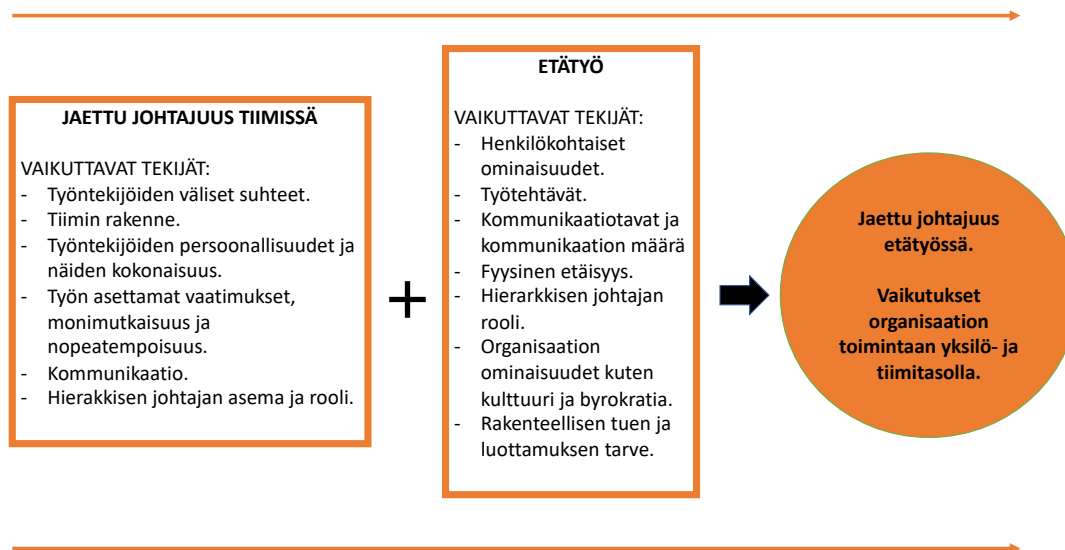 JAETTU JOHTAJUUS TIIMISSÄ
VAIKUTTAVAT TEKIJÄT:
- Työntekijöiden väliset suhteet.
- Tiimin rakenne.
- Työntekijöiden persoonallisuudet ja
näiden kokonaisuus.
- Työn asettamat vaatimukset,
monimutkaisuus ja
nopeatempoisuus.
- Kommunikaatio.
- Hierakkisen johtajan asema ja rooli.
+
ETÄTYÖ
VAIKUTTAVAT TEKIJÄT:
- Henkilökohtaiset
ominaisuudet.
- Työtehtävät.
- Kommunikaatiotavat ja
kommunikaation määrä
- Fyysinen etäisyys.
- Hierarkkisen johtajan
rooli.
- Organisaation
ominaisuudet kuten
kulttuuri ja byrokratia.
- Rakenteellisen tuen ja
luottamuksen tarve.
Jaettu johtajuus
etätyössä.
Vaikutukset
organisaation
toimintaan yksilö- ja
tiimitasolla.